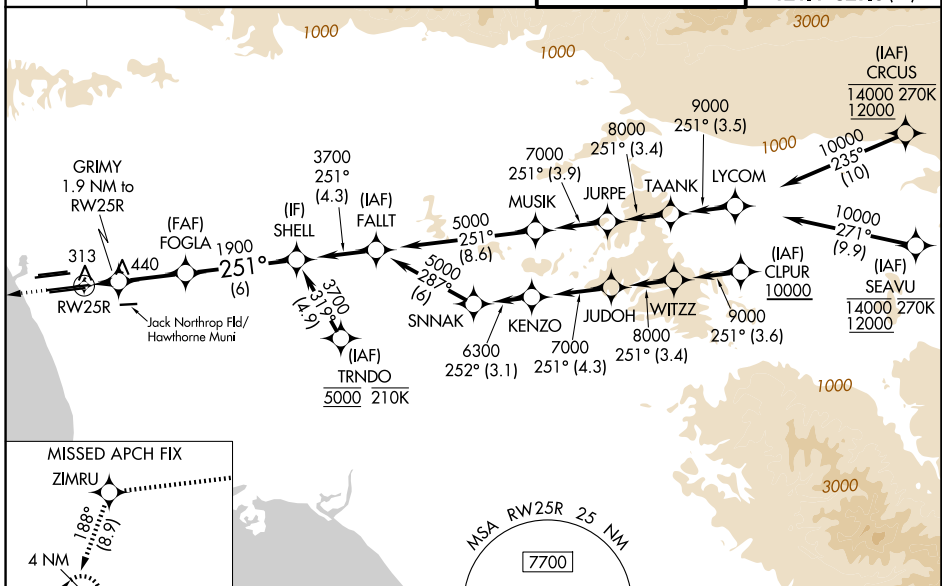 1000
1000
(IAF)
CRCUS
14000 270K
12000
9000
251° (3.5)
8000
251° (3.4)
7000
251° (3.9)
10000
235°
(10)
1000
3700
251°
(4.3)
GRIMY
1.9 NM to
RW25R
LYCOM
TAANK
JURPE
MUSIK
(IAF)
FALLT
(IF)
SHELL
(FAF)
FOGLA
5000
251°
(8.6)
10000
271°
(9.9)
1900
251°
(6)
313
440
5000
287°
(6)
(IAF)
CLPUR
10000
(IAF)
SEAVU
14000 270K
12000
RW25R
3700
319°
(4.9)
Jack Northrop Fld/
Hawthorne Muni
SNNAK
KENZO
JUDOH
WITZZ
9000
251° (3.6)
8000
251° (3.4)
7000
251° (4.3)
6300
252° (3.1)
(IAF)
TRNDO
5000 210K
1000
MISSED APCH FIX
ZIMRU
188°
(8.9)
4 NM
3000
MSA RW25R 25 NM
7700